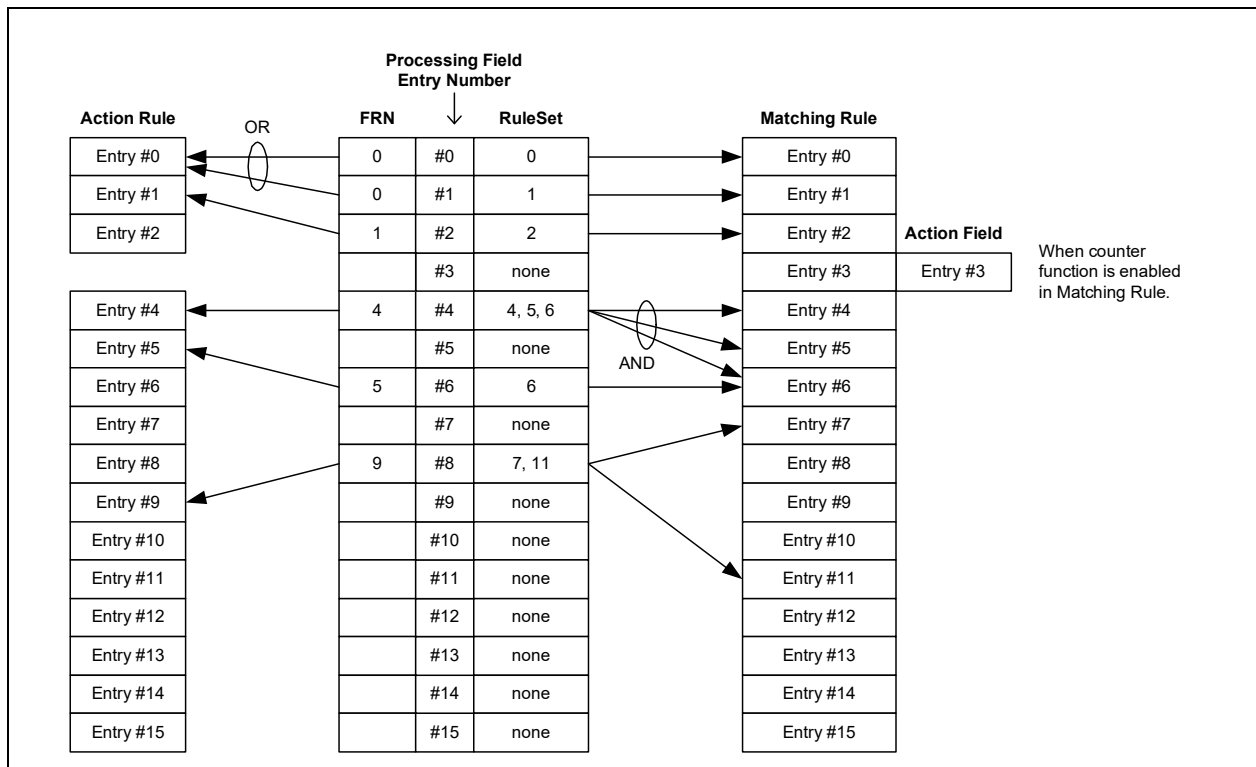 Processing Field
Entry Number
Action Rule
OR
FRN
RuleSet
Matching Rule
Entry #0
0
#0
0
Entry #0
Entry #1
0
#1
1
Entry #1
Entry #2
1
#2
2
Entry #2
Action Field
#3
none
Entry #3
Entry #3
When counter
function is enabled
in Matching Rule.
Entry #4
4
#4
4, 5, 6
Entry #4
Entry #5
#5
none
AND
Entry #5
Entry #6
5
#6
6
Entry #6
Entry #7
#7
none
Entry #7
Entry #8
9
#8
7, 11
Entry #8
Entry #9
#9
none
Entry #9
Entry #10
#10
none
Entry #10
Entry #11
#11
none
Entry #11
Entry #12
#12
none
Entry #12
Entry #13
#13
none
Entry #13
Entry #14
#14
none
Entry #14
Entry #15
#15
none
Entry #15